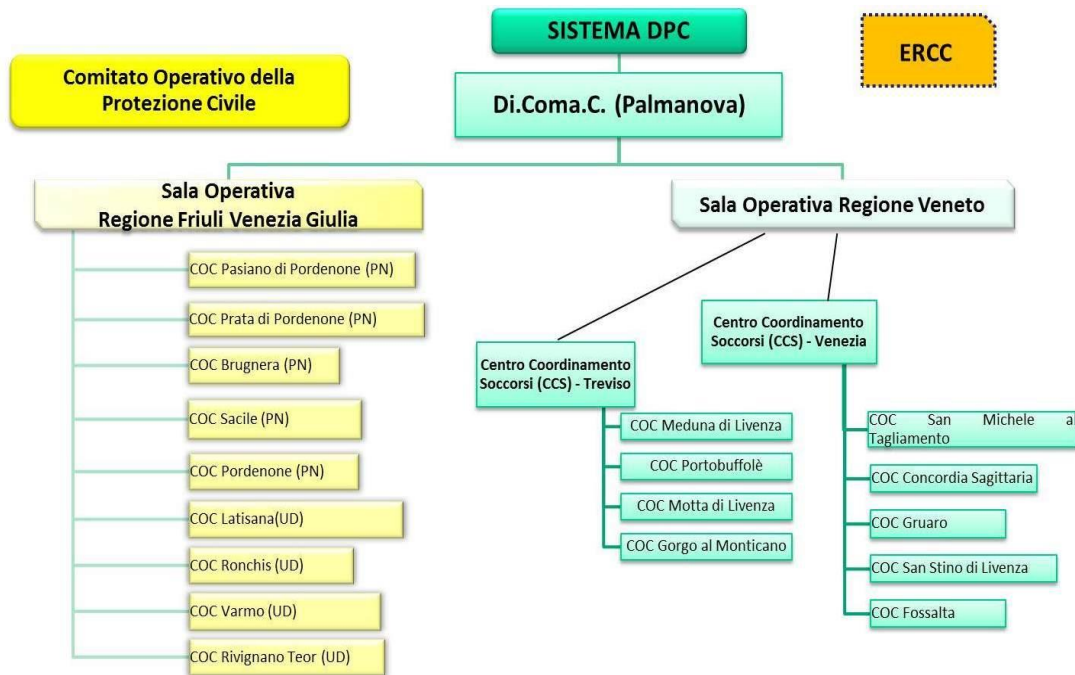 SISTEMA DPC
ERCC
Comitato Operativo della
Protezione Civile
Di.Coma.C. (Palmanova)
Sala Operativa
Regione Friuli Venezia Giulia
COC Pasiano di Pordenone (PN)
COC Prata di Pordenone (PN)
COC Brugnera (PN)
COC Sacile (PN)
COC Pordenone (PN)
COC Latisana(UD)
COC Ronchis (UD)
COC Varmo (UD)
COC Rivignano Teor (UD)
Sala Operativa Regione Veneto
Centro Coordinamento
Soccorsi (CCS) - Treviso
COC Meduna di Livenza
COC Portobuffolè
COC Motta di Livenza
COC Gorgo al Monticano
Centro Coordinamento
Soccorsi (CCS) - Venezia
COC San Michele al
Tagliamento
COC Concordia Sagittaria
COC Gruaro
COC San Stino di Livenza
COC Fossalta